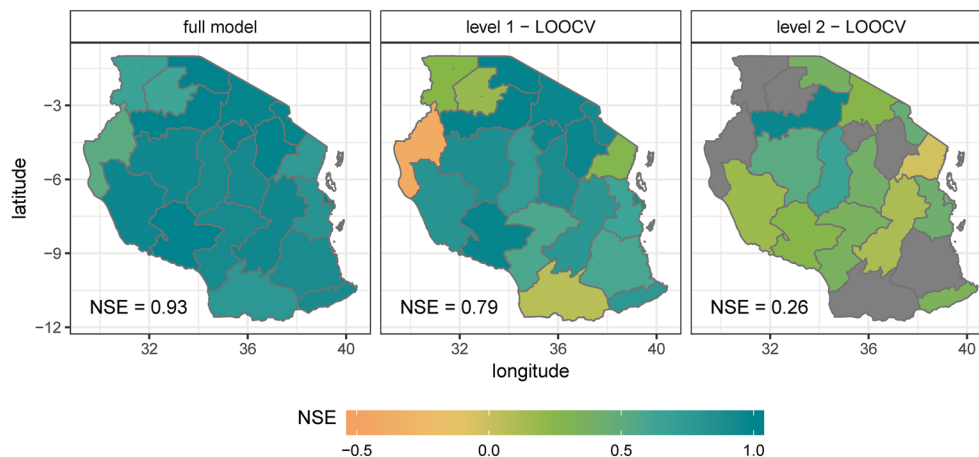 full model
level 1 − LOOCV
level 2 − LOOCV
latitude
−3
−6
−9
−12
NSE = 0.93
NSE = 0.79
NSE = 0.26
32
36
40
32
36
40
32
36
40
longitude
NSE
−0.5
0.0
0.5
1.0